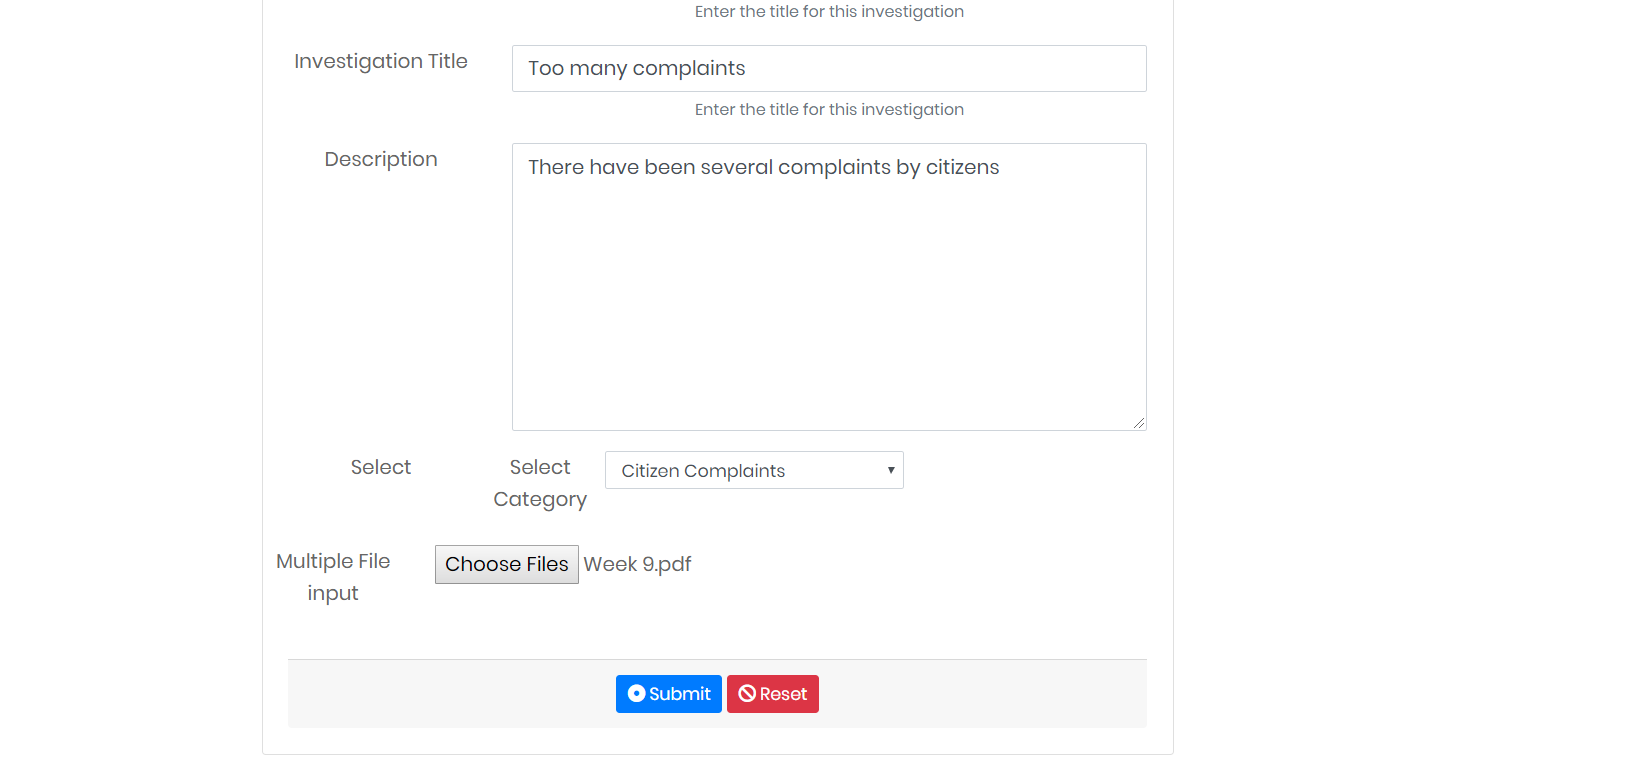 Enter the title for this investigation
Investigation Title
Too many complaints
Enter the title for this investigation
Description
There have been several complaints by citizens
Select
Select
Category
Citizen Complaints
Multiple File
input
Choose Files
Week 9.pdf
Submit
Reset